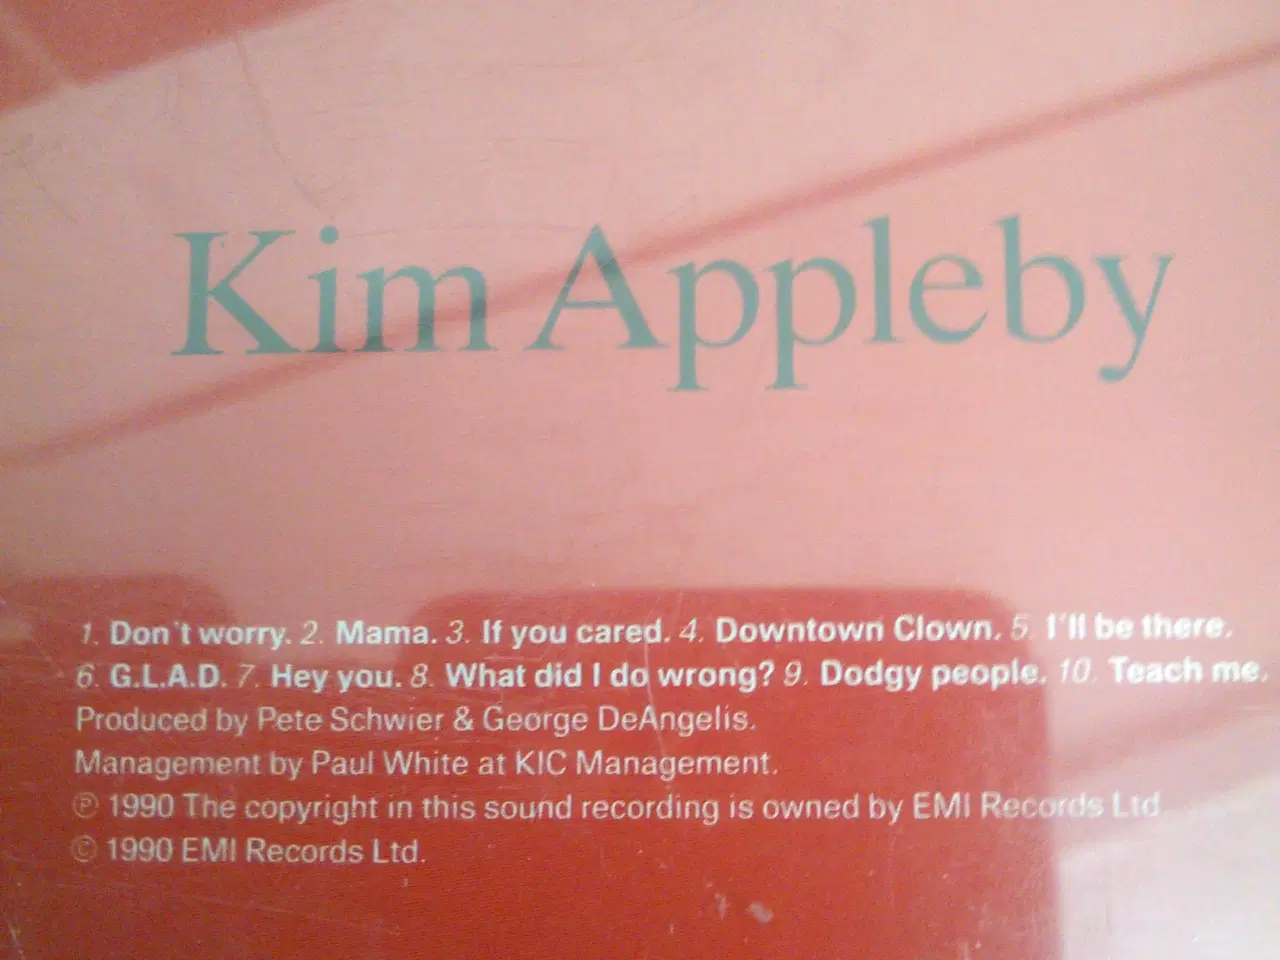 Kim Appleby
1. Don't worry. 2. Mama. 3. If you cared. 4. Downtown Clown. 5. I'll be there.
6. G.L.A.D. 7. Hey you. 8. What did I do wrong? 9. Dodgy people. 10. Teach me.
Produced by Pete Schwier & George DeAngelis.
Management by Paul White at KIC Management.
℗ 1990 The copyright in this sound recording is owned by EMI Records Ltd
© 1990 EMI Records Ltd.